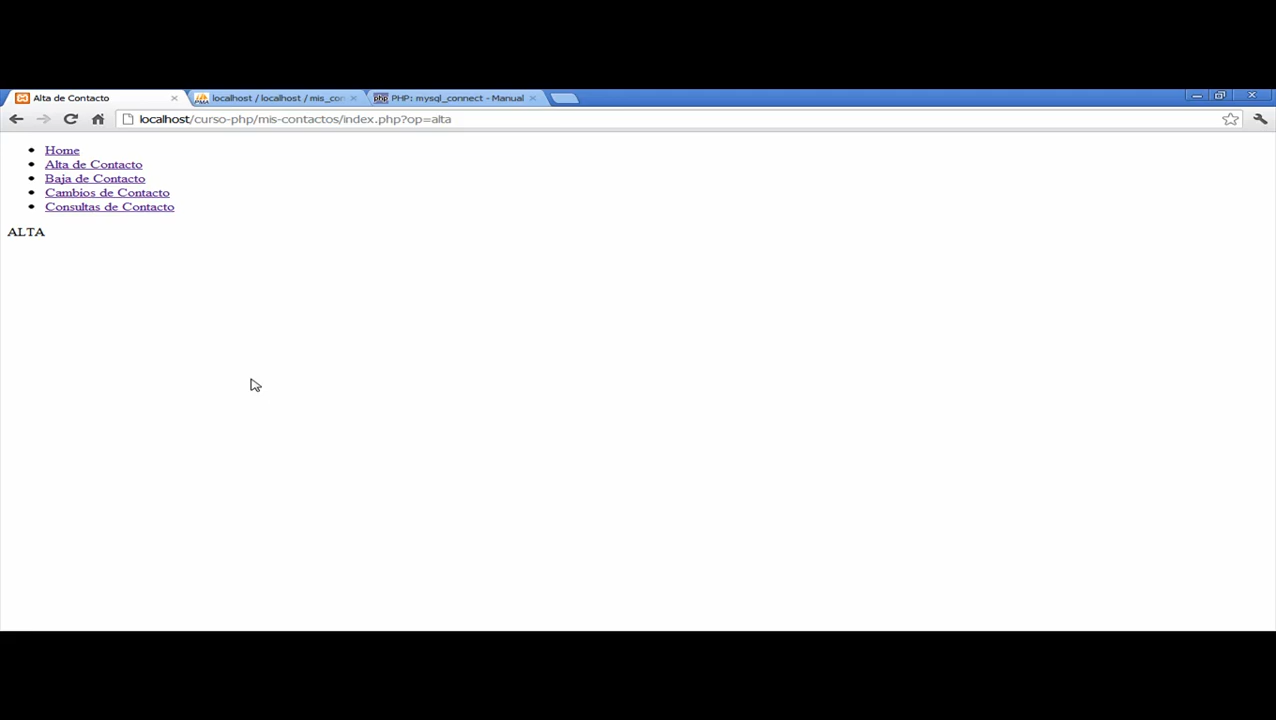 Alta de Contacto
localhost / localhost / mis_con
php PHP: mysql_connect - Manual
localhost/curso-php/mis-contactos/index.php?op=alta
Home
Alta de Contacto
Baja de Contacto
Cambios de Contacto
Consultas de Contacto
ALTA